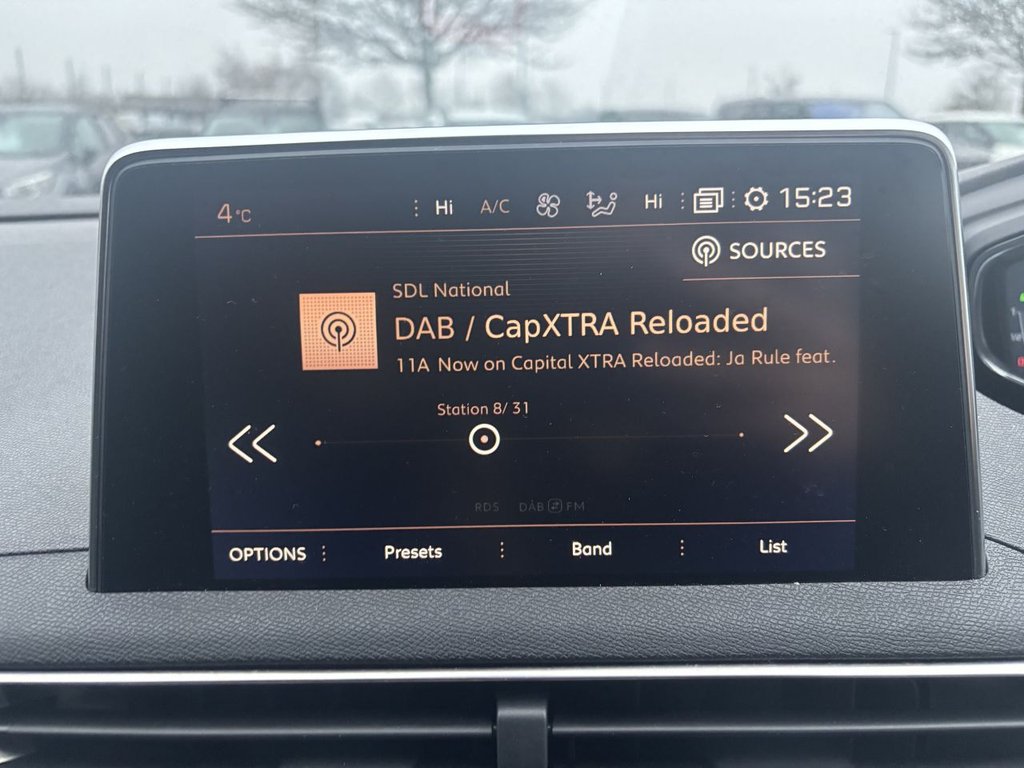 4°C Hi A/C Hi 15:23
SOURCES
SDL National
DAB / CapXTRA Reloaded
11A Now on Capital XTRA Reloaded: Ja Rule feat.
Station 8/ 31
RDS DAB FM
OPTIONS Presets Band List